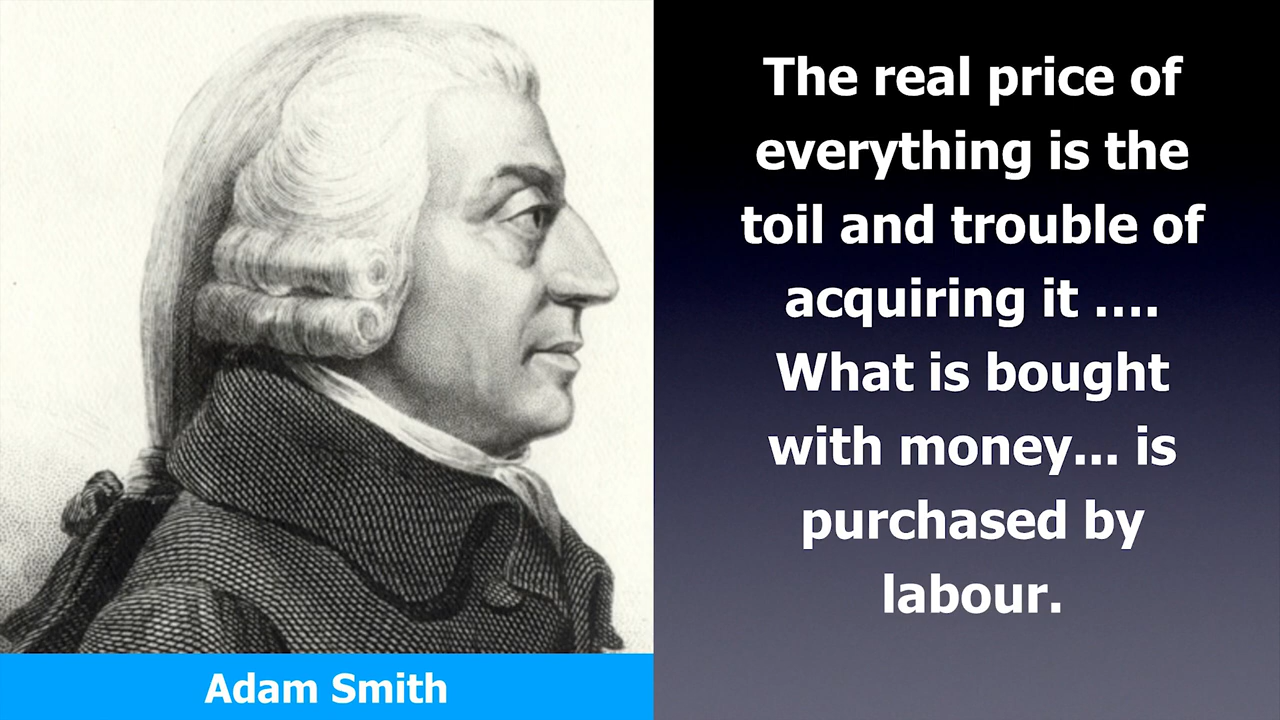 The real price of
everything is the
toil and trouble of
acquiring it ....
What is bought
with money... is
purchased by
labour.
Adam Smith